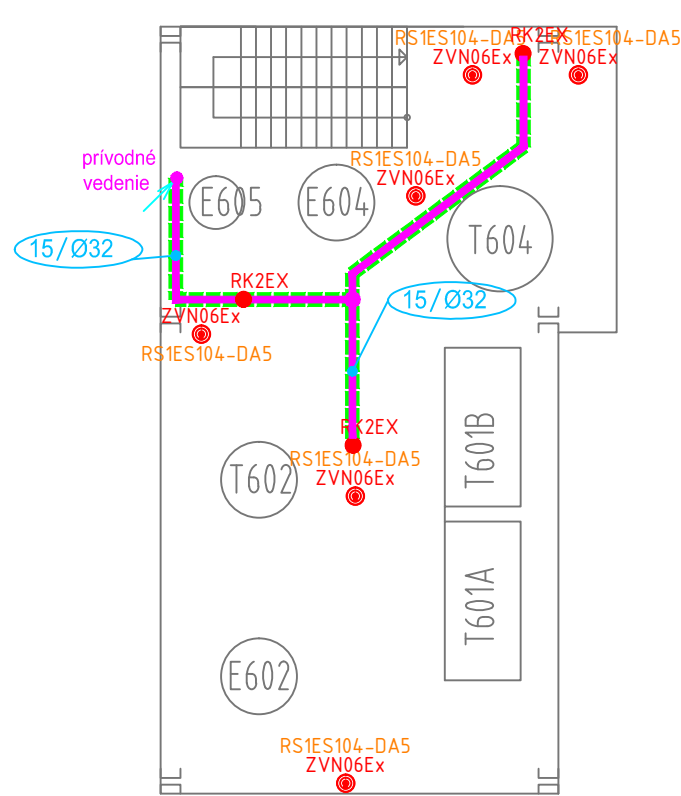 RS1ES104-DA5
RK2EX
RS1ES104-DA5
ZVN06Ex
ZVN06Ex
prívodné
vedenie
RS1ES104-DA5
ZVN06Ex
E605
E604
T604
15/Ø32
RK2EX
15/Ø32
ZVN06Ex
RS1ES104-DA5
RK2EX
RS1ES104-DA5
ZVN06Ex
T602
T601B
T601A
E602
RS1ES104-DA5
ZVN06Ex